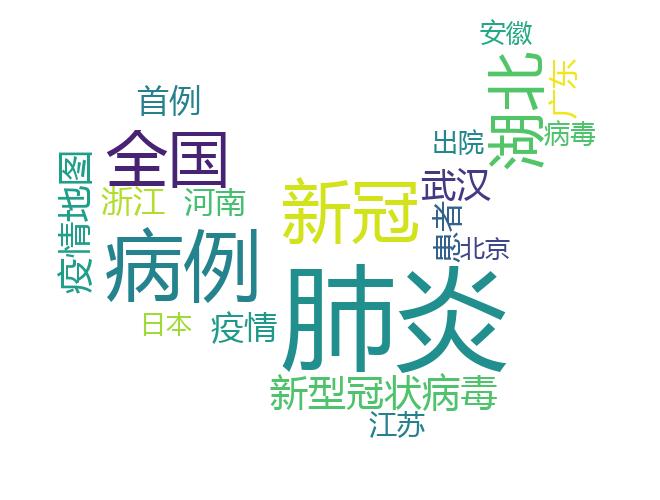 安徽
湖北
广东
首例
病毒
全国
出院
疫情地图
武汉
新冠
浙江
河南
患者
北京
病例
肺炎
日本
疫情
新型冠状病毒
江苏